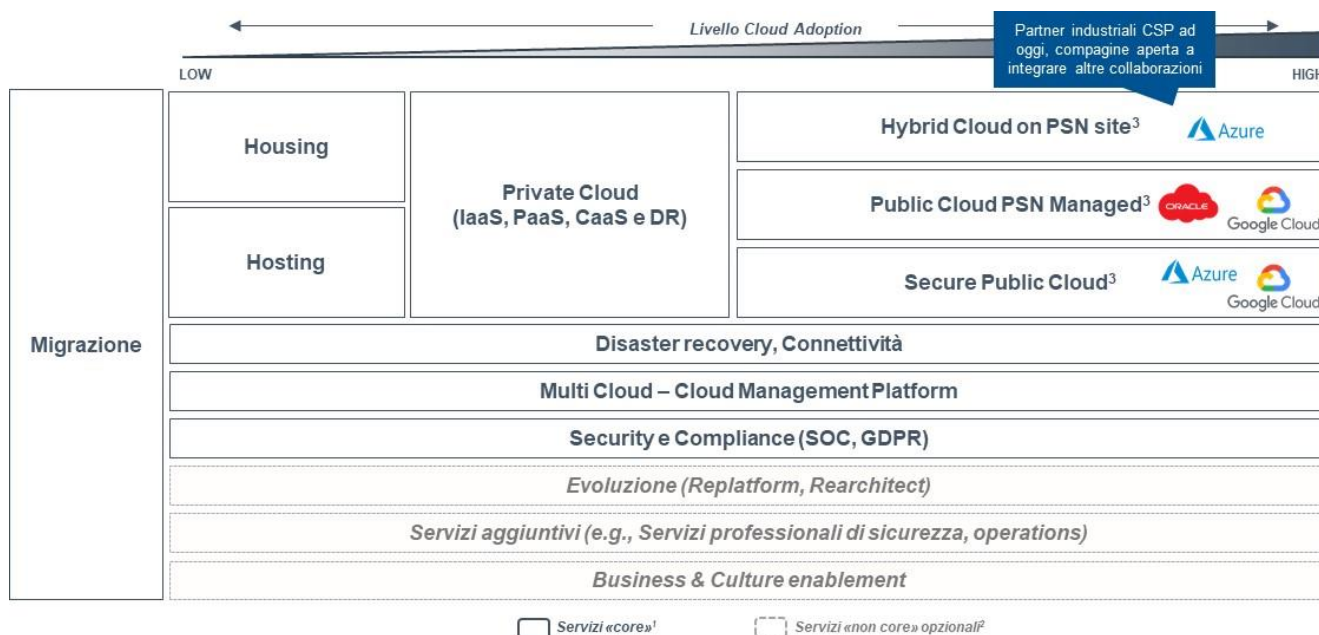 Livello Cloud Adoption
Partner industriali CSP ad
oggi, compagine aperta a
integrare altre collaborazioni
LOW
HIGH
Migrazione
Housing
Hosting
Private Cloud
(IaaS, PaaS, CaaS e DR)
Hybrid Cloud on PSN site³
Azure
Public Cloud PSN Managed³
ORACLE
Google Cloud
Secure Public Cloud³
Azure
Google Cloud
Disaster recovery, Connettività
Multi Cloud – Cloud Management Platform
Security e Compliance (SOC, GDPR)
Evoluzione (Replatform, Rearchitect)
Servizi aggiuntivi (e.g., Servizi professionali di sicurezza, operations)
Business & Culture enablement
Servizi «core»¹
Servizi «non core» opzionali²